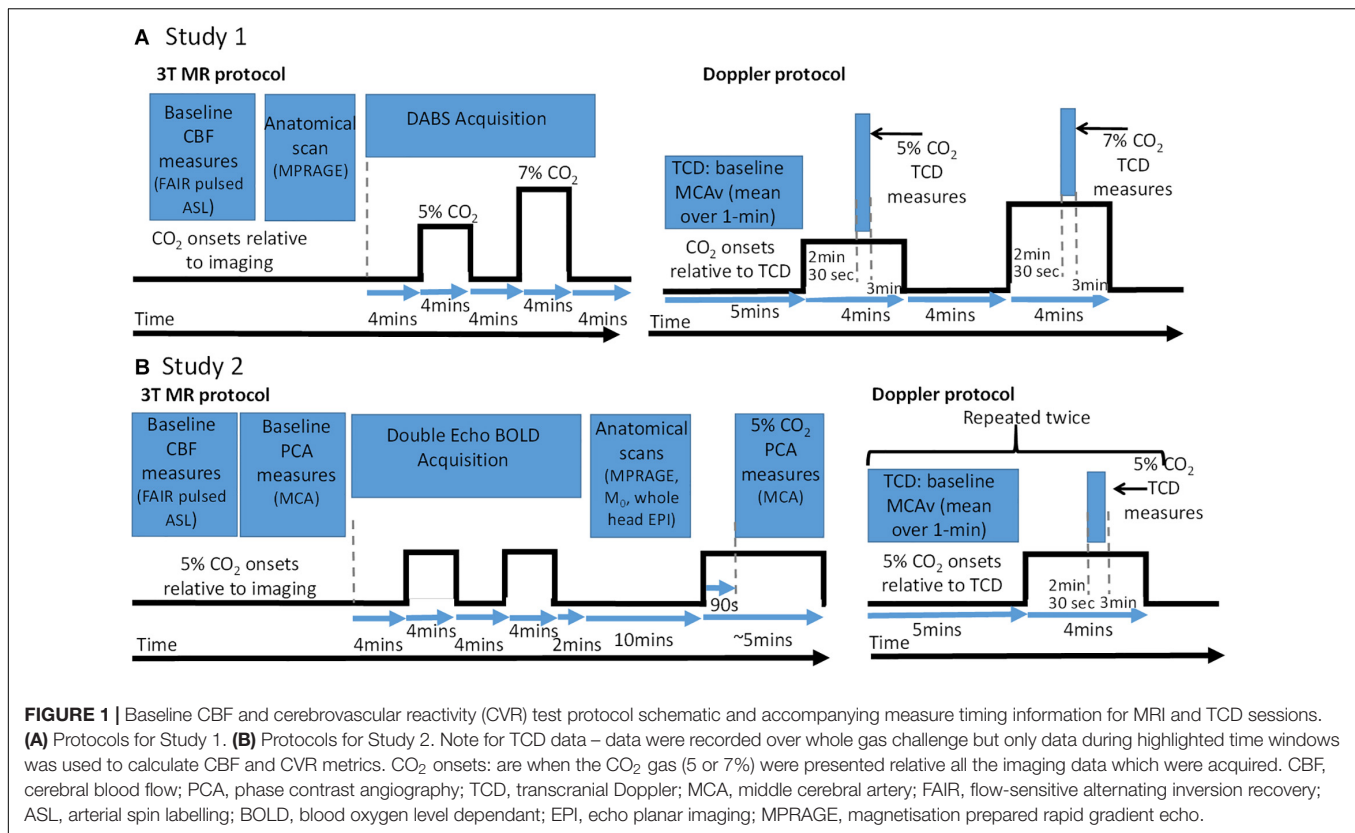 A Study 1
3T MR protocol
Baseline
CBF
measures
(FAIR pulsed
ASL)
Anatomical
scan
(MPRAGE)
DABS Acquisition
5% CO₂
7% CO₂
CO₂ onsets relative
to imaging
4mins
4mins
4mins
4mins
4mins
Time
Doppler protocol
TCD: baseline
MCAv (mean
over 1-min)
5% CO₂
TCD
measures
7% CO₂
TCD
measures
CO₂ onsets
relative to TCD
2min
30 sec
3min
2min
30 sec
3min
5mins
4mins
4mins
4mins
Time
B Study 2
3T MR protocol
Baseline
CBF
measures
(FAIR pulsed
ASL)
Baseline
PCA
measures
(MCA)
Double Echo BOLD
Acquisition
Anatomical
scans
(MPRAGE,
M₀, whole
head EPI)
5% CO₂
PCA
measures
(MCA)
5% CO₂ onsets
relative to imaging
90s
4mins
4mins
4mins
4mins
2mins
10mins
~5mins
Time
Doppler protocol
Repeated twice
TCD: baseline
MCAv (mean
over 1-min)
5% CO₂
TCD
measures
5% CO₂ onsets
relative to TCD
2min
30 sec
3min
5mins
4mins
Time
FIGURE 1 | Baseline CBF and cerebrovascular reactivity (CVR) test protocol schematic and accompanying measure timing information for MRI and TCD sessions.
(A) Protocols for Study 1. (B) Protocols for Study 2. Note for TCD data – data were recorded over whole gas challenge but only data during highlighted time windows
was used to calculate CBF and CVR metrics. CO₂ onsets: are when the CO₂ gas (5 or 7%) were presented relative all the imaging data which were acquired. CBF,
cerebral blood flow; PCA, phase contrast angiography; TCD, transcranial Doppler; MCA, middle cerebral artery; FAIR, flow-sensitive alternating inversion recovery;
ASL, arterial spin labelling; BOLD, blood oxygen level dependant; EPI, echo planar imaging; MPRAGE, magnetisation prepared rapid gradient echo.